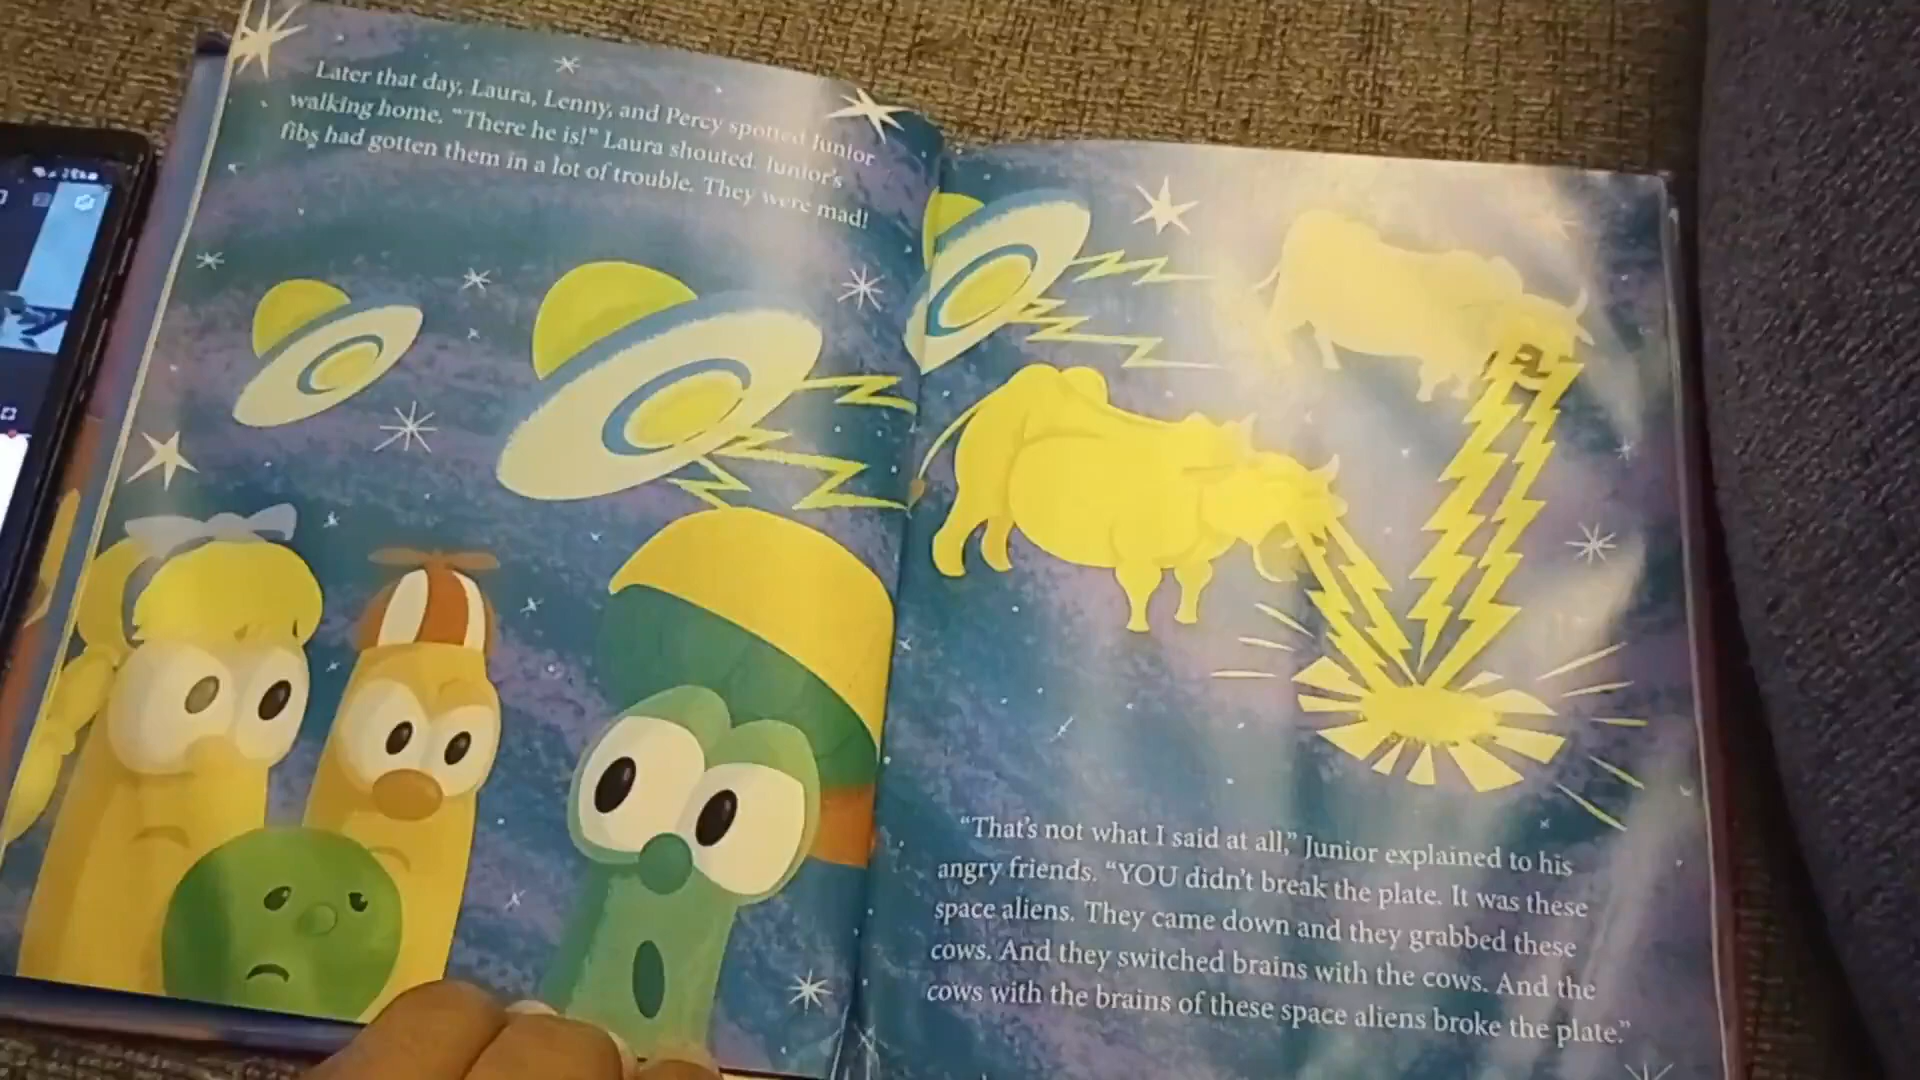 Later that day, Laura, Lenny, and Percy spotted Junior
walking home. “There he is!” Laura shouted. Junior’s
fibs had gotten them in a lot of trouble. They were mad!
“That’s not what I said at all,” Junior explained to his
angry friends. “YOU didn’t break the plate. It was these
space aliens. They came down and they grabbed these
cows. And they switched brains with the cows. And the
cows with the brains of these space aliens broke the plate.”